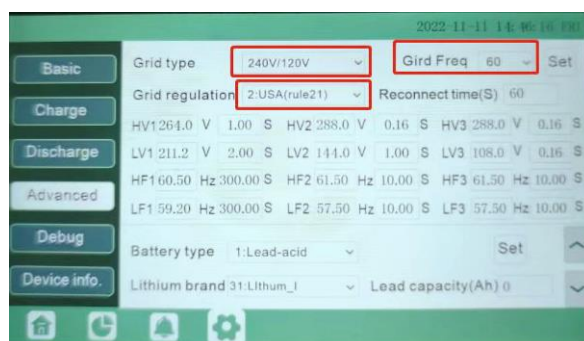 2022-11-11 14:46:16 FRI
Basic
Charge
Discharge
Advanced
Debug
Device info.
Grid type 240V/120V Gird Freq 60 Set
Grid regulation 2:USA(rule21) Reconnect time(S) 60
HV1 264.0 V 1.00 S HV2 288.0 V 0.16 S HV3 288.0 V 0.16 S
LV1 211.2 V 2.00 S LV2 144.0 V 1.00 S LV3 108.0 V 0.16 S
HF1 60.50 Hz 300.00 S HF2 61.50 Hz 10.00 S HF3 61.50 Hz 10.00 S
LF1 59.20 Hz 300.00 S LF2 57.50 Hz 10.00 S LF3 57.50 Hz 10.00 S
Battery type 1:Lead-acid Set
Lithium brand 31:LIthum_I Lead capacity(Ah) 0